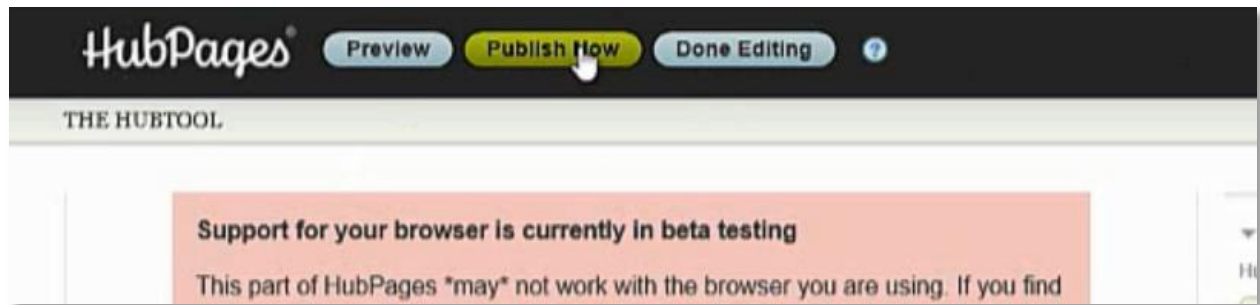 HubPages Preview Publish Now Done Editing ?
THE HUBTOOL
Support for your browser is currently in beta testing
This part of HubPages *may* not work with the browser you are using. If you find